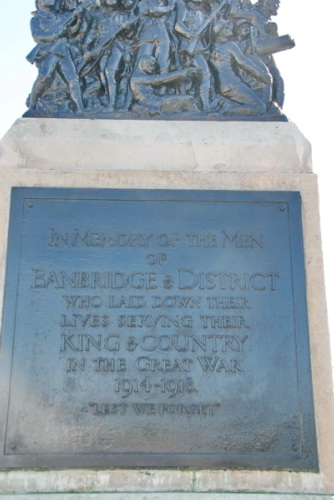 IN MEMORY OF THE MEN
OF
BANBRIDGE & DISTRICT
WHO LAID DOWN THEIR
LIVES SERVING THEIR
KING & COUNTRY
IN THE GREAT WAR
1914-1918.
"LEST WE FORGET"